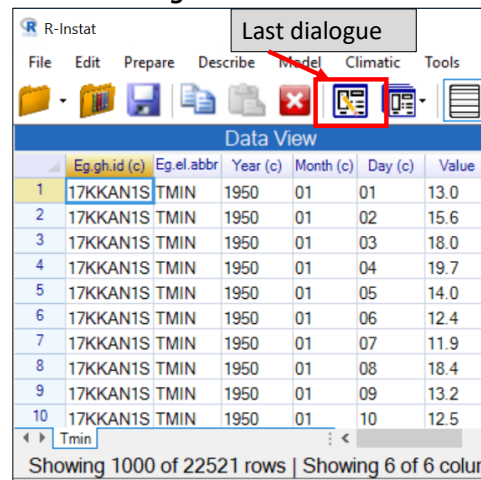 R-Instat
Last dialogue
File Edit Prepare Describe Model Climatic Tools
Data View
Eg.gh.id (c) Eg.el.abbr Year (c) Month (c) Day (c) Value
1 17KKAN1S TMIN 1950 01 01 13.0
2 17KKAN1S TMIN 1950 01 02 15.6
3 17KKAN1S TMIN 1950 01 03 18.0
4 17KKAN1S TMIN 1950 01 04 19.7
5 17KKAN1S TMIN 1950 01 05 14.0
6 17KKAN1S TMIN 1950 01 06 12.4
7 17KKAN1S TMIN 1950 01 07 11.9
8 17KKAN1S TMIN 1950 01 08 18.4
9 17KKAN1S TMIN 1950 01 09 13.2
10 17KKAN1S TMIN 1950 01 10 12.5
Tmin
Showing 1000 of 22521 rows | Showing 6 of 6 colur